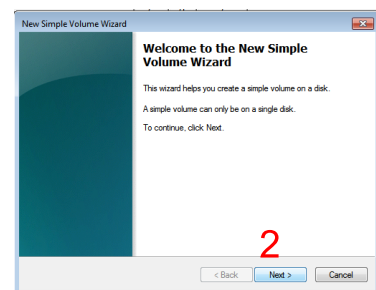 New Simple Volume Wizard
Welcome to the New Simple
Volume Wizard
This wizard helps you create a simple volume on a disk.
A simple volume can only be on a single disk.
To continue, click Next.
2
< Back Next > Cancel